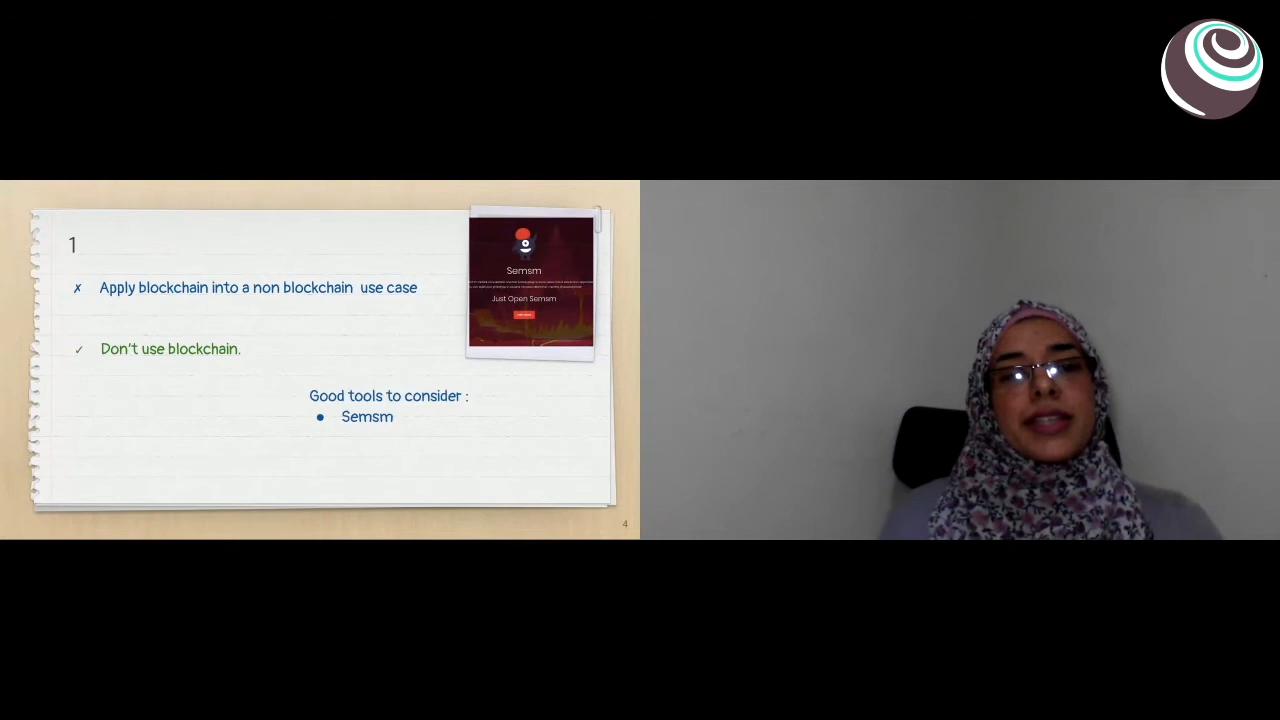 1
✗ Apply blockchain into a non blockchain use case
✓ Don't use blockchain.
Good tools to consider :
● Semsm
Semsm
Just Open Semsm
4